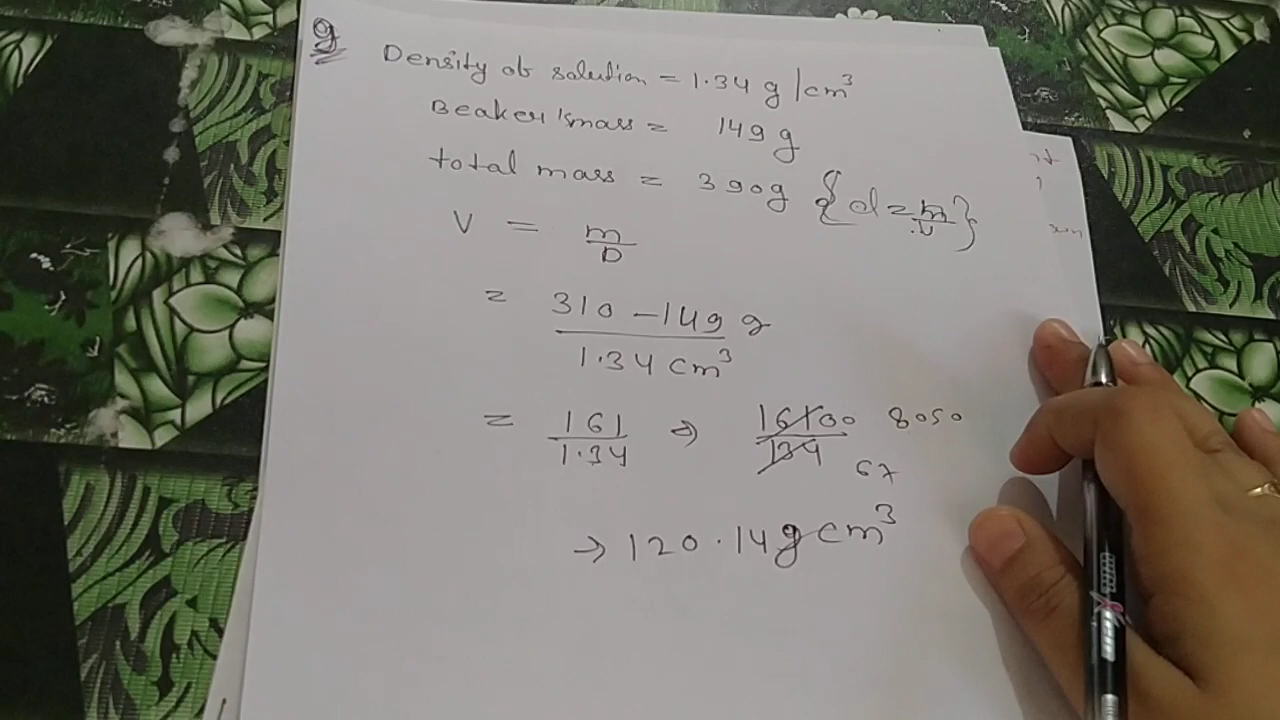 9
Density of solution = 1.34 g/cm³
Beaker's mass = 149 g
total mass = 390g {d = m/v}
V = m/D
= 310 - 149 g / 1.34 cm³
= 161/1.34 ⇒ 16100/134 8050 67
→ 120.14g cm³